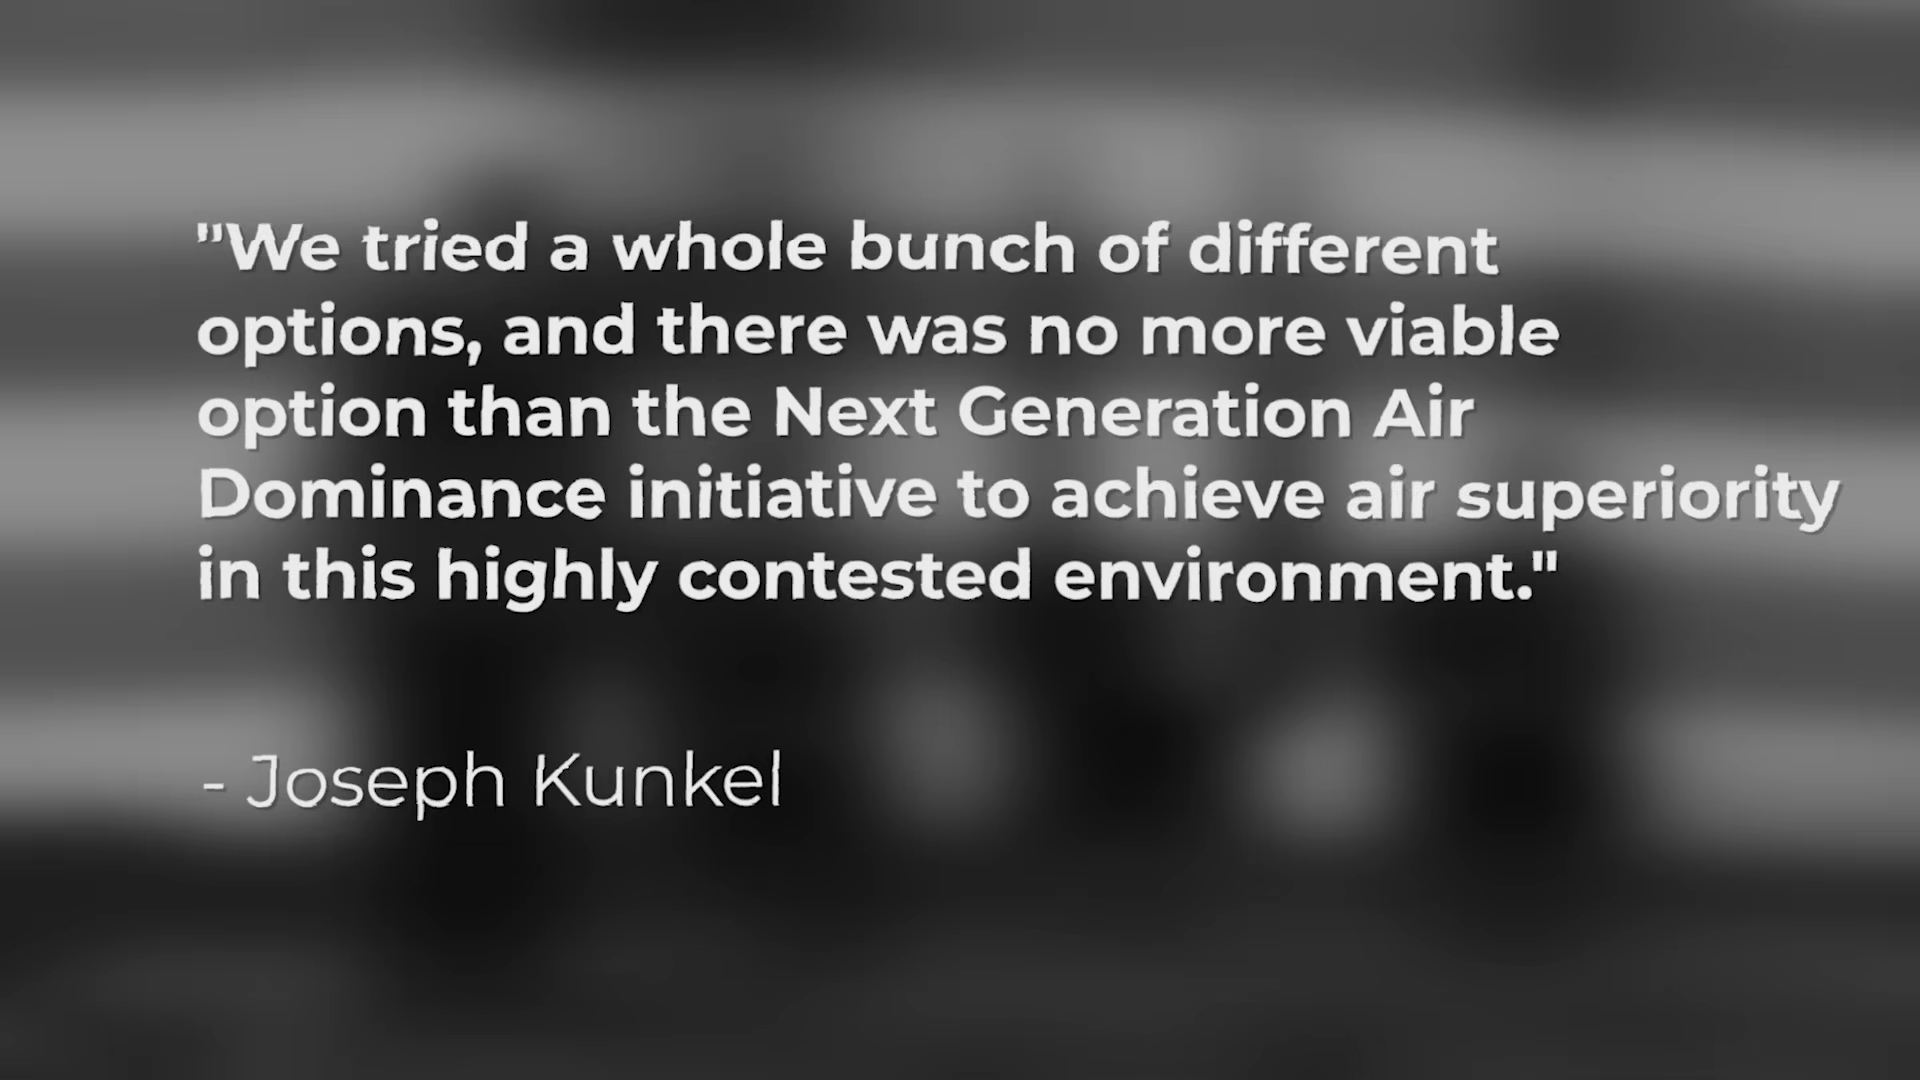 "We tried a whole bunch of different
options, and there was no more viable
option than the Next Generation Air
Dominance initiative to achieve air superiority
in this highly contested environment."
- Joseph Kunkel